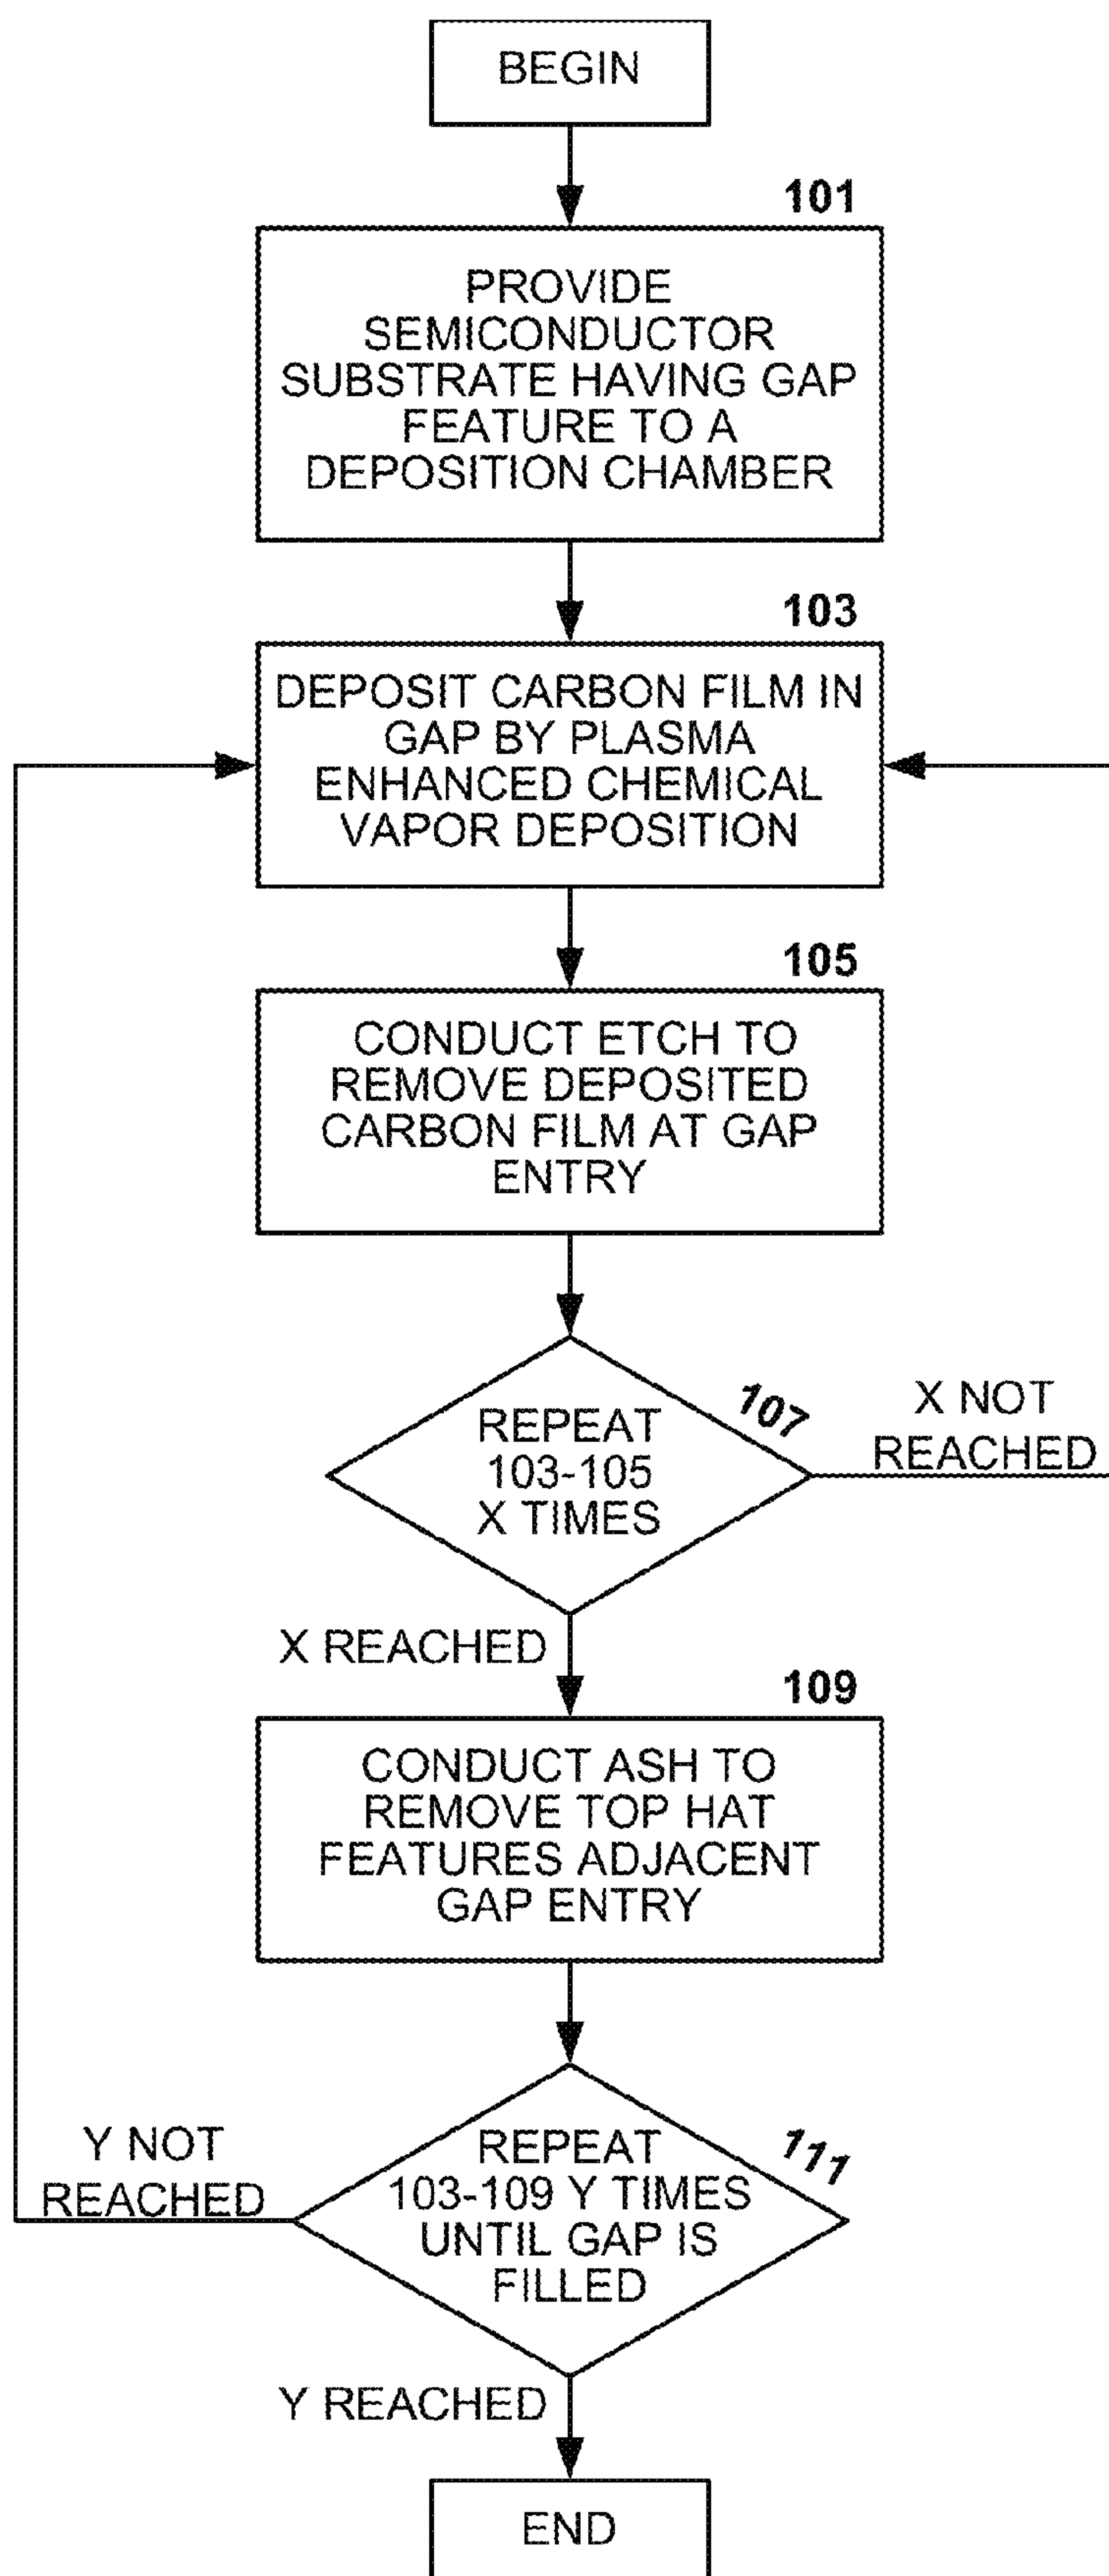 BEGIN
101
PROVIDE
SEMICONDUCTOR
SUBSTRATE HAVING GAP
FEATURE TO A
DEPOSITION CHAMBER
103
DEPOSIT CARBON FILM IN
GAP BY PLASMA
ENHANCED CHEMICAL
VAPOR DEPOSITION
105
CONDUCT ETCH TO
REMOVE DEPOSITED
CARBON FILM AT GAP
ENTRY
107
REPEAT
103-105
X TIMES
X NOT
REACHED
X REACHED
109
CONDUCT ASH TO
REMOVE TOP HAT
FEATURES ADJACENT
GAP ENTRY
111
REPEAT
103-109 Y TIMES
UNTIL GAP IS
FILLED
Y NOT
REACHED
Y REACHED
END